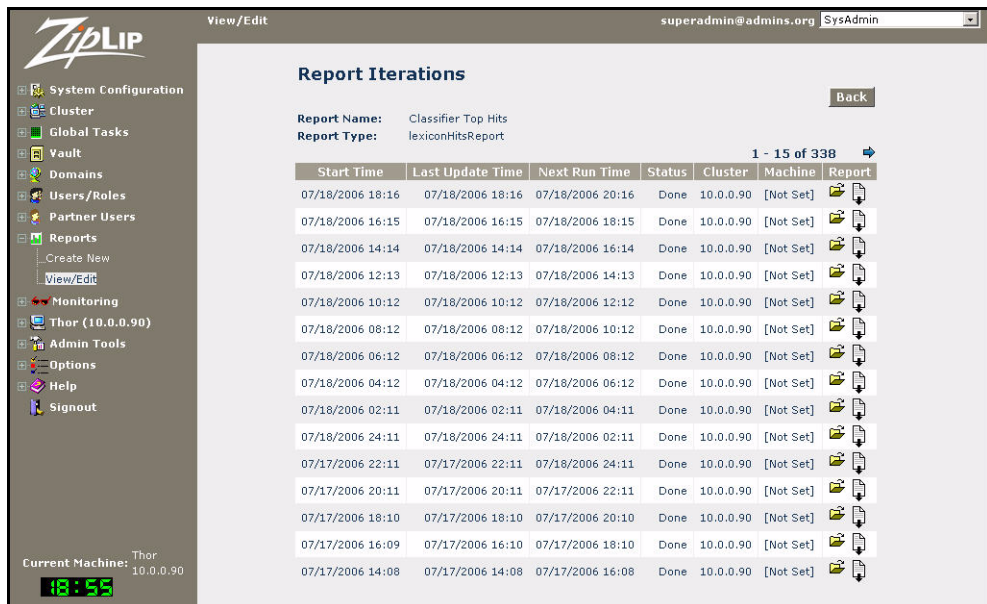 ZipLip
View/Edit
superadmin@admins.org SysAdmin
System Configuration
Cluster
Global Tasks
Vault
Domains
Users/Roles
Partner Users
Reports
Create New
View/Edit
Monitoring
Thor (10.0.0.90)
Admin Tools
Options
Help
Signout
Current Machine: Thor
10.0.0.90
18:55
Report Iterations
Back
Report Name: Classifier Top Hits
Report Type: lexiconHitsReport
1 - 15 of 338
Start Time Last Update Time Next Run Time Status Cluster Machine Report
07/18/2006 18:16 07/18/2006 18:16 07/18/2006 20:16 Done 10.0.0.90 [Not Set]
07/18/2006 16:15 07/18/2006 16:15 07/18/2006 18:15 Done 10.0.0.90 [Not Set]
07/18/2006 14:14 07/18/2006 14:14 07/18/2006 16:14 Done 10.0.0.90 [Not Set]
07/18/2006 12:13 07/18/2006 12:13 07/18/2006 14:13 Done 10.0.0.90 [Not Set]
07/18/2006 10:12 07/18/2006 10:12 07/18/2006 12:12 Done 10.0.0.90 [Not Set]
07/18/2006 08:12 07/18/2006 08:12 07/18/2006 10:12 Done 10.0.0.90 [Not Set]
07/18/2006 06:12 07/18/2006 06:12 07/18/2006 08:12 Done 10.0.0.90 [Not Set]
07/18/2006 04:12 07/18/2006 04:12 07/18/2006 06:12 Done 10.0.0.90 [Not Set]
07/18/2006 02:11 07/18/2006 02:11 07/18/2006 04:11 Done 10.0.0.90 [Not Set]
07/18/2006 24:11 07/18/2006 24:11 07/18/2006 02:11 Done 10.0.0.90 [Not Set]
07/17/2006 22:11 07/17/2006 22:11 07/18/2006 24:11 Done 10.0.0.90 [Not Set]
07/17/2006 20:11 07/17/2006 20:11 07/17/2006 22:11 Done 10.0.0.90 [Not Set]
07/17/2006 18:10 07/17/2006 18:10 07/17/2006 20:10 Done 10.0.0.90 [Not Set]
07/17/2006 16:09 07/17/2006 16:10 07/17/2006 18:10 Done 10.0.0.90 [Not Set]
07/17/2006 14:08 07/17/2006 14:08 07/17/2006 16:08 Done 10.0.0.90 [Not Set]